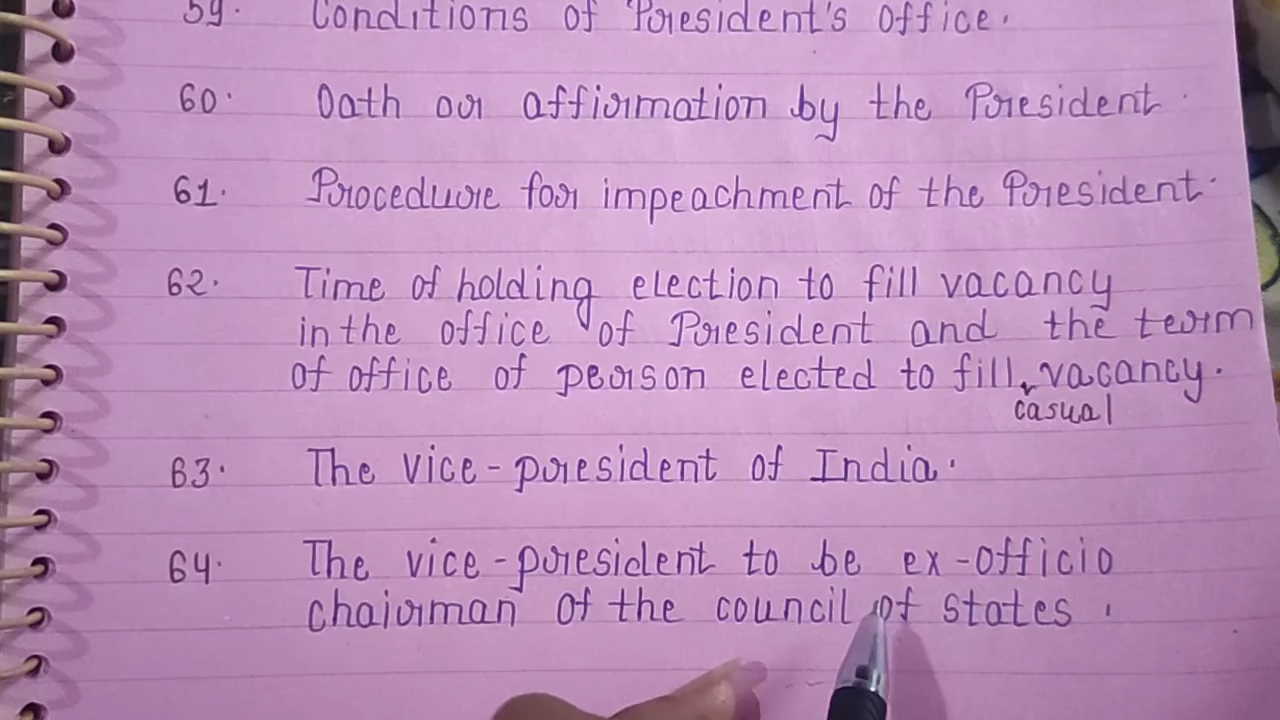 59. Conditions of President's office.
60. Oath or affirmation by the President.
61. Procedure for impeachment of the President.
62. Time of holding election to fill vacancy
in the office of President and the term
of office of person elected to fill vacancy.
casual
63. The vice-president of India.
64. The vice-president to be ex-officio
chairman of the council of states.